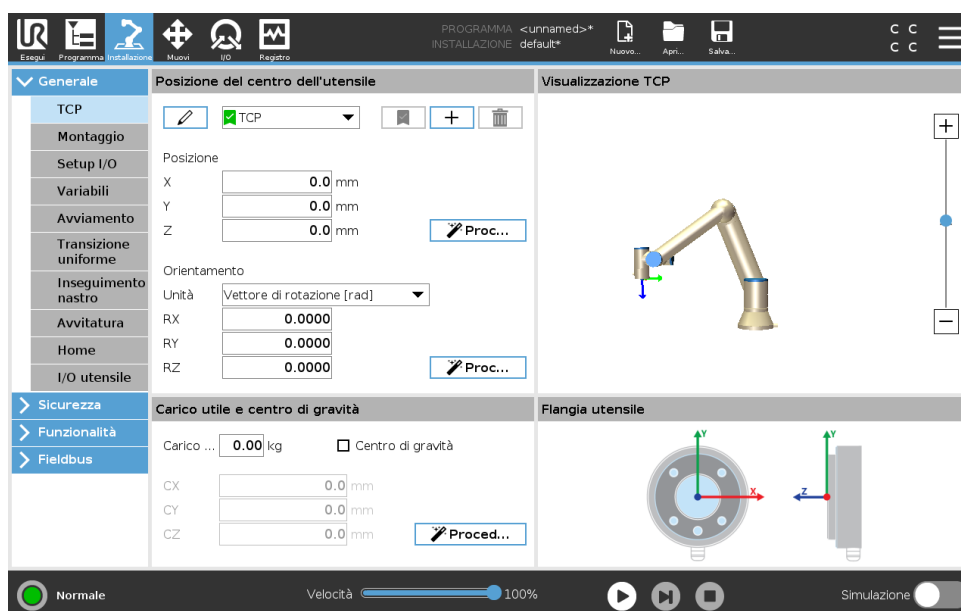 UR
PROGRAMMA <unnamed>*
INSTALLAZIONE default*
Esegui Programma Installazione Muovi I/O Registro
Nuovo... Apri... Salva...
C C
C C
Generale
TCP
Montaggio
Setup I/O
Variabili
Avviamento
Transizione
uniforme
Inseguimento
nastro
Avvitatura
Home
I/O utensile
Sicurezza
Funzionalità
Fieldbus
Posizione del centro dell'utensile
TCP
Posizione
X 0.0 mm
Y 0.0 mm
Z 0.0 mm Proc...
Orientamento
Unità Vettore di rotazione [rad]
RX 0.0000
RY 0.0000
RZ 0.0000 Proc...
Carico utile e centro di gravità
Carico ... 0.00 kg Centro di gravità
CX 0.0 mm
CY 0.0 mm
CZ 0.0 mm Proced...
Visualizzazione TCP
Flangia utensile
Y Y
X Z
Normale Velocità 100% Simulazione